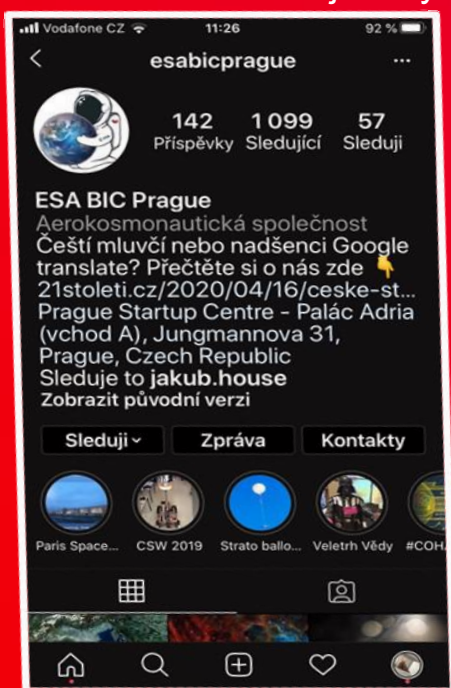 Vodafone CZ 11:26 92 %
esabicprague
142 1 099 57
Příspěvky Sledující Sleduji
ESA BIC Prague
Aerokosmonautická společnost
Čeští mluvčí nebo nadšenci Google
translate? Přečtěte si o nás zde 👇
21stoleti.cz/2020/04/16/ceske-st...
Prague Startup Centre - Palác Adria
(vchod A), Jungmannova 31,
Prague, Czech Republic
Sleduje to jakub.house
Zobrazit původní verzi
Sleduji Zpráva Kontakty
Paris Space... CSW 2019 Strato ballo... Veletrh Vědy #COH